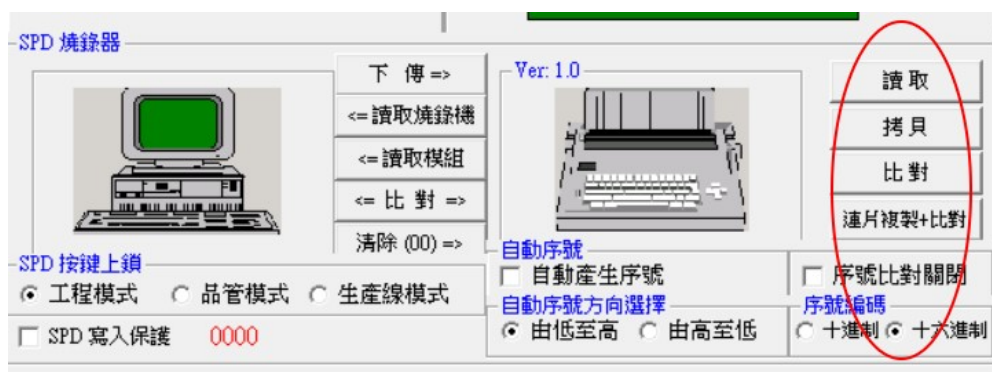 SPD 燒錄器
下 傳 =>
<= 讀取燒錄機
<= 讀取模組
<= 比 對 =>
清除 (00) =>
Ver: 1.0
讀 取
拷 貝
比 對
連片複製+比對
SPD 按鍵上鎖
工程模式 品管模式 生產線模式
SPD 寫入保護 0000
自動序號
自動產生序號
序號比對關閉
自動序號方向選擇
由低至高 由高至低
序號編碼
十進制 十六進制